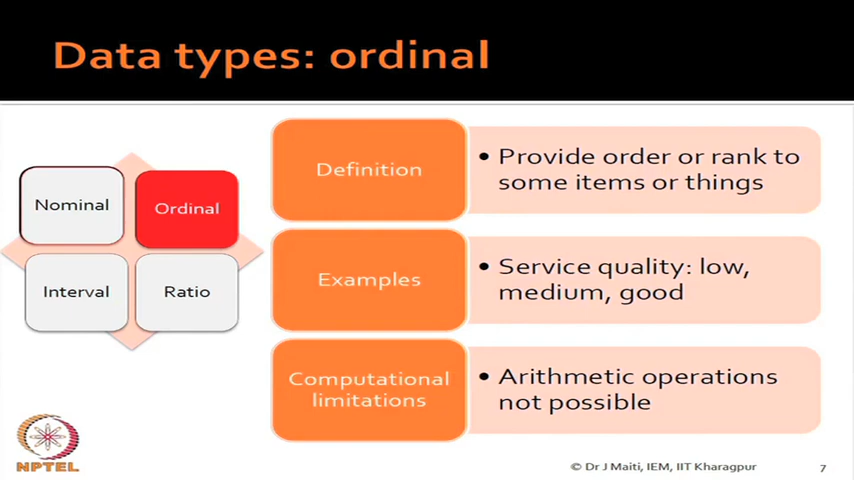 Data types: ordinal
Nominal
Ordinal
Interval
Ratio
Definition
• Provide order or rank to
some items or things
Examples
• Service quality: low,
medium, good
Computational
limitations
• Arithmetic operations
not possible
NPTEL
© Dr J Maiti, IEM, IIT Kharagpur
7